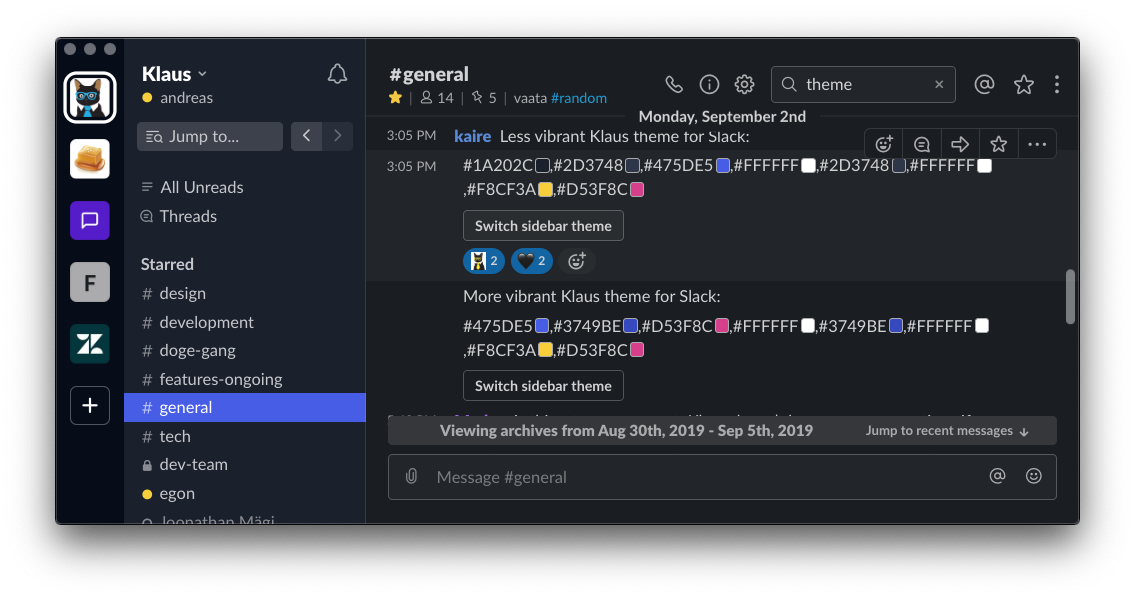 Klaus
andreas
Jump to...
All Unreads
Threads
Starred
# design
# development
# doge-gang
# features-ongoing
# general
# tech
dev-team
egon
Joonathan Mägi
F
#general
14 | 5 | vaata #random
theme
Monday, September 2nd
3:05 PM kaire Less vibrant Klaus theme for Slack:
3:05 PM #1A202C,#2D3748,#475DE5,#FFFFFF,#2D3748,#FFFFFF
,#F8CF3A,#D53F8C
Switch sidebar theme
2 2
More vibrant Klaus theme for Slack:
#475DE5,#3749BE,#D53F8C,#FFFFFF,#3749BE,#FFFFFF
,#F8CF3A,#D53F8C
Switch sidebar theme
Viewing archives from Aug 30th, 2019 - Sep 5th, 2019
Jump to recent messages ↓
Message #general